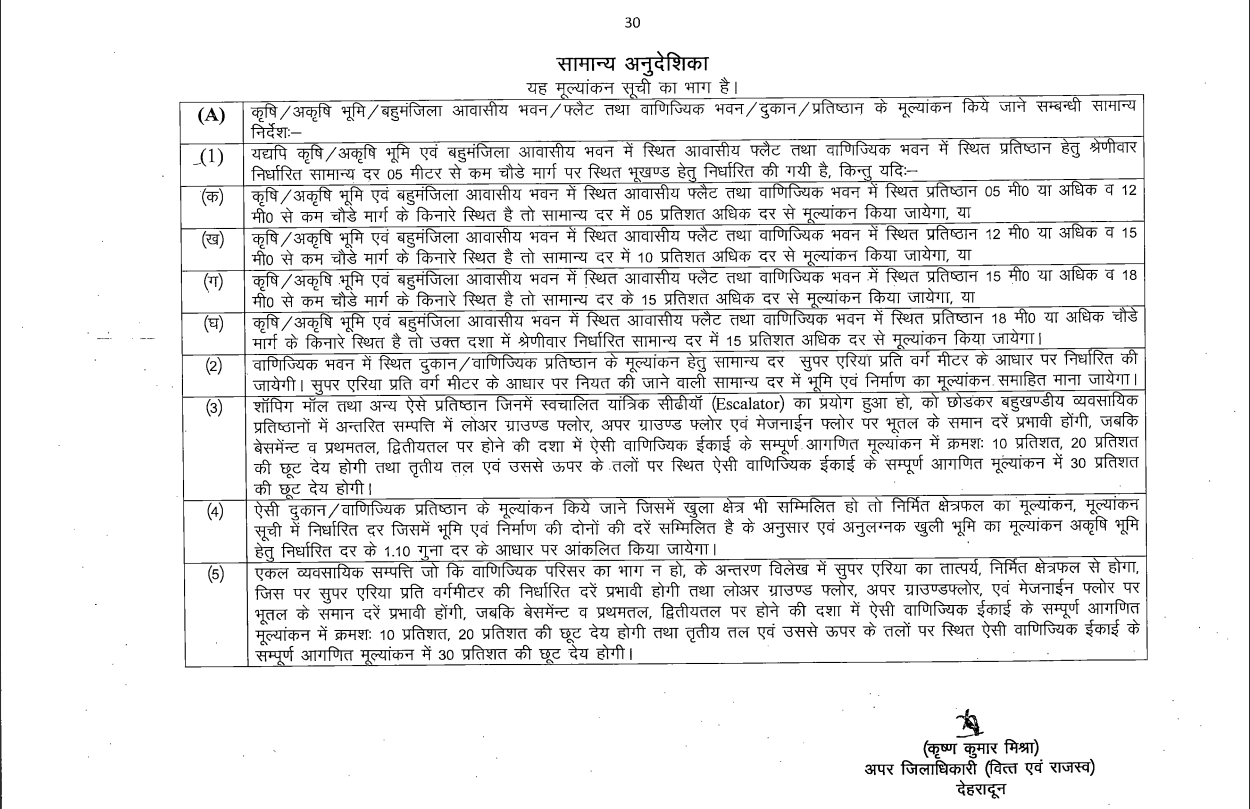 30
सामान्य अनुदेशिका
यह मूल्यांकन सूची का भाग है।
(A) कृषि/अकृषि भूमि/बहुमंजिला आवासीय भवन/फ्लैट तथा वाणिज्यिक भवन/दुकान/प्रतिष्ठान के मूल्यांकन किये जाने सम्बन्धी सामान्य
निर्देशः–
(1) यद्यपि कृषि/अकृषि भूमि एवं बहुमंजिला आवासीय भवन में स्थित आवासीय फ्लैट तथा वाणिज्यिक भवन में स्थित प्रतिष्ठान हेतु श्रेणीवार
निर्धारित सामान्य दर 05 मीटर से कम चौडे मार्ग पर स्थित भूखण्ड हेतु निर्धारित की गयी है, किन्तु यदिः–
(क) कृषि/अकृषि भूमि एवं बहुमंजिला आवासीय भवन में स्थित आवासीय फ्लैट तथा वाणिज्यिक भवन में स्थित प्रतिष्ठान 05 मी0 या अधिक व 12
मी0 से कम चौडे मार्ग के किनारे स्थित है तो सामान्य दर में 05 प्रतिशत अधिक दर से मूल्यांकन किया जायेगा, या
(ख) कृषि/अकृषि भूमि एवं बहुमंजिला आवासीय भवन में स्थित आवासीय फ्लैट तथा वाणिज्यिक भवन में स्थित प्रतिष्ठान 12 मी0 या अधिक व 15
मी0 से कम चौडे मार्ग के किनारे स्थित है तो सामान्य दर में 10 प्रतिशत अधिक दर से मूल्यांकन किया जायेगा, या
(ग) कृषि/अकृषि भूमि एवं बहुमंजिला आवासीय भवन में स्थित आवासीय फ्लैट तथा वाणिज्यिक भवन में स्थित प्रतिष्ठान 15 मी0 या अधिक व 18
मी0 से कम चौडे मार्ग के किनारे स्थित है तो सामान्य दर के 15 प्रतिशत अधिक दर से मूल्यांकन किया जायेगा, या
(घ) कृषि/अकृषि भूमि एवं बहुमंजिला आवासीय भवन में स्थित आवासीय फ्लैट तथा वाणिज्यिक भवन में स्थित प्रतिष्ठान 18 मी0 या अधिक चौडे
मार्ग के किनारे स्थित है तो उक्त दशा में श्रेणीवार निर्धारित सामान्य दर में 15 प्रतिशत अधिक दर से मूल्यांकन किया जायेगा।
(2) वाणिज्यिक भवन में स्थित दुकान/वाणिज्यिक प्रतिष्ठान के मूल्यांकन हेतु सामान्य दर सुपर एरिया प्रति वर्ग मीटर के आधार पर निर्धारित की
जायेगी। सुपर एरिया प्रति वर्ग मीटर के आधार पर नियत की जाने वाली सामान्य दर में भूमि एवं निर्माण का मूल्यांकन समाहित माना जायेगा।
(3) शॉपिग मॉल तथा अन्य ऐसे प्रतिष्ठान जिनमें स्वचालित यांत्रिक सीढीयॉ (Escalator) का प्रयोग हुआ हो, को छोडकर बहुखण्डीय व्यवसायिक
प्रतिष्ठानों में अन्तरित सम्पत्ति में लोअर ग्राउण्ड फ्लोर, अपर ग्राउण्ड फ्लोर एवं मेजनाईन फ्लोर पर भूतल के समान दरें प्रभावी होंगी, जबकि
बेसमेंन्ट व प्रथमतल, द्वितीयतल पर होने की दशा में ऐसी वाणिज्यिक ईकाई के सम्पूर्ण आगणित मूल्यांकन में क्रमशः 10 प्रतिशत, 20 प्रतिशत
की छूट देय होगी तथा तृतीय तल एवं उससे ऊपर के तलों पर स्थित ऐसी वाणिज्यिक ईकाई के सम्पूर्ण आगणित मूल्यांकन में 30 प्रतिशत
की छूट देय होगी।
(4) ऐसी दुकान/वाणिज्यिक प्रतिष्ठान के मूल्यांकन किये जाने जिसमें खुला क्षेत्र भी सम्मिलित हो तो निर्मित क्षेत्रफल का मूल्यांकन, मूल्यांकन
सूची में निर्धारित दर जिसमें भूमि एवं निर्माण की दोनों की दरें सम्मिलित है के अनुसार एवं अनुलग्नक खुली भूमि का मूल्यांकन अकृषि भूमि
हेतु निर्धारित दर के 1.10 गुना दर के आधार पर आंकलित किया जायेगा।
(5) एकल व्यवसायिक सम्पत्ति जो कि वाणिज्यिक परिसर का भाग न हो, के अन्तरण विलेख में सुपर एरिया का तात्पर्य, निर्मित क्षेत्रफल से होगा,
जिस पर सुपर एरिया प्रति वर्गमीटर की निर्धारित दरें प्रभावी होगी तथा लोअर ग्राउण्ड फ्लोर, अपर ग्राउण्डफ्लोर, एवं मेजनाईन फ्लोर पर
भूतल के समान दरें प्रभावी होंगी, जबकि बेसमेंन्ट व प्रथमतल, द्वितीयतल पर होने की दशा में ऐसी वाणिज्यिक ईकाई के सम्पूर्ण आगणित
मूल्यांकन में क्रमशः 10 प्रतिशत, 20 प्रतिशत की छूट देय होगी तथा तृतीय तल एवं उससे ऊपर के तलों पर स्थित ऐसी वाणिज्यिक ईकाई के
सम्पूर्ण आगणित मूल्यांकन में 30 प्रतिशत की छूट देय होगी।
(कृष्ण कुमार मिश्रा)
अपर जिलाधिकारी (वित्त एवं राजस्व)
देहरादून